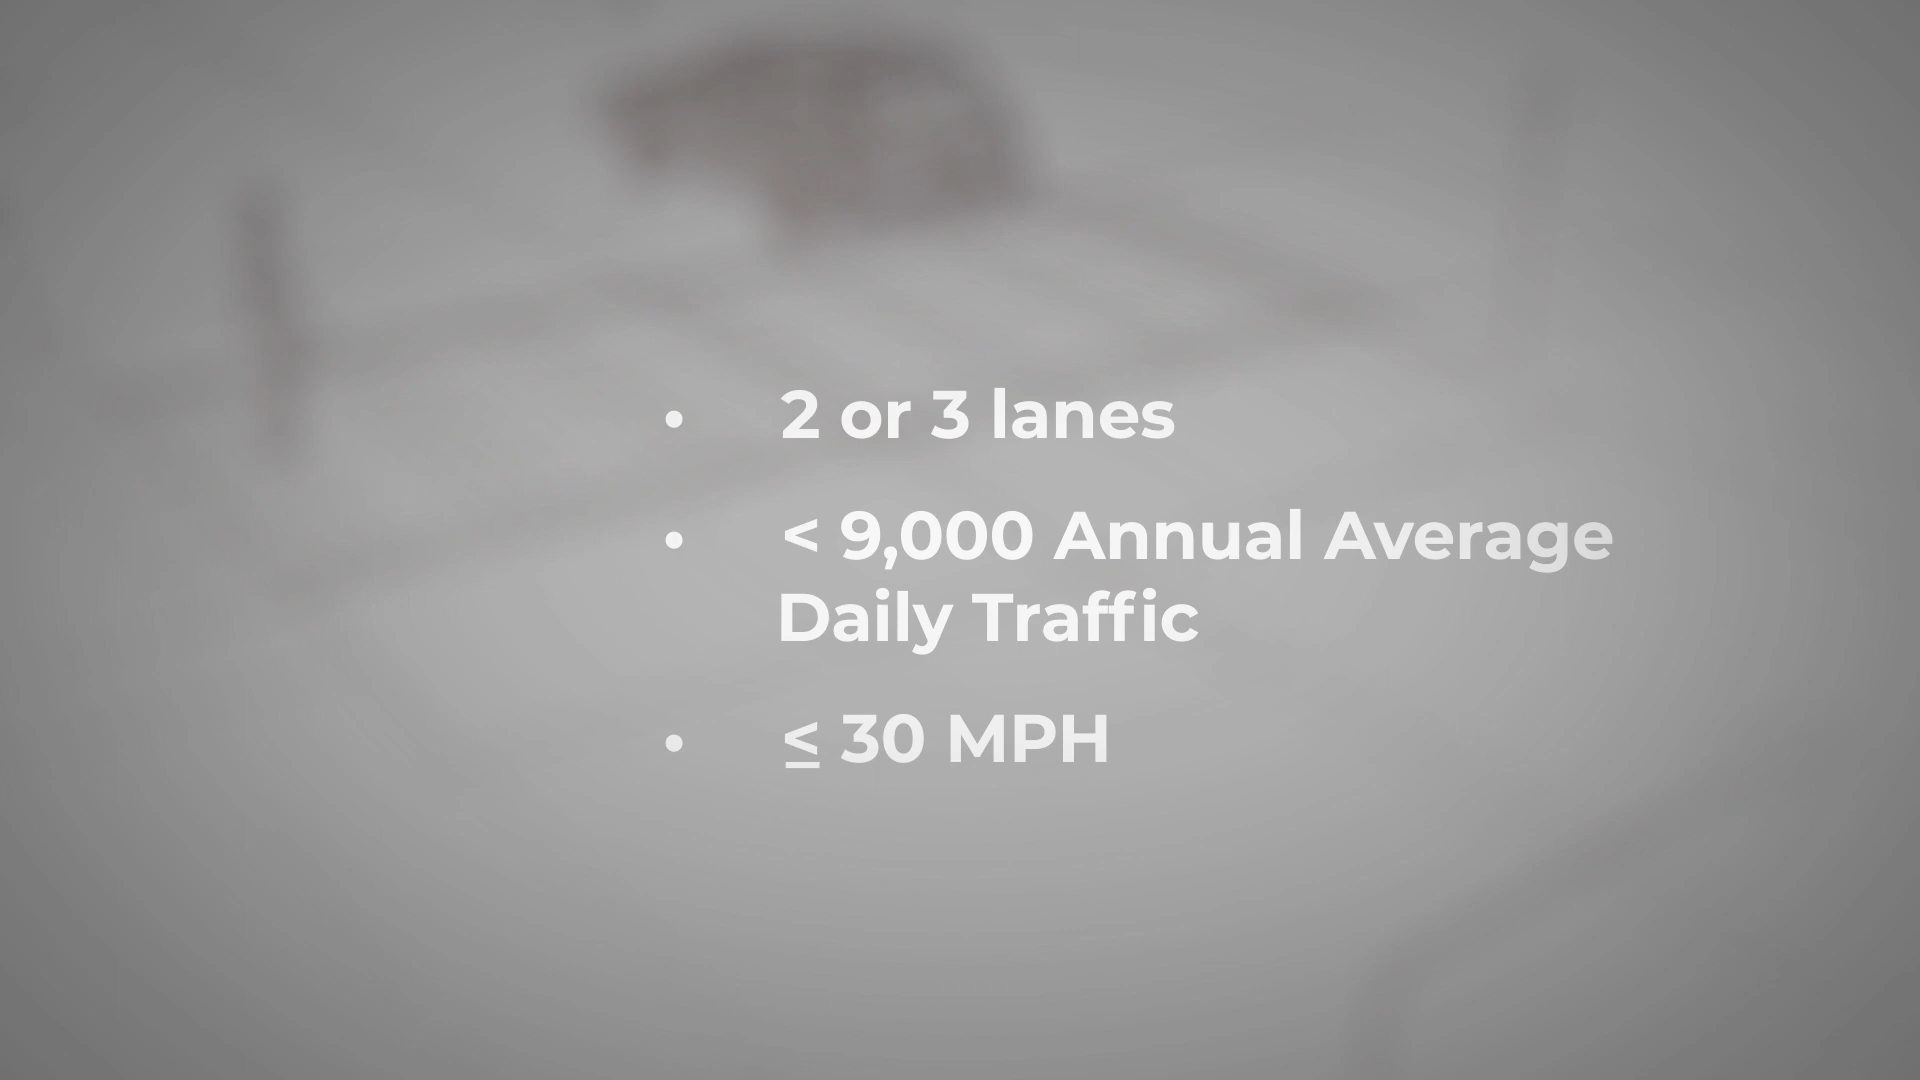 • 2 or 3 lanes
• < 9,000 Annual Average
Daily Traffic
• ≤ 30 MPH